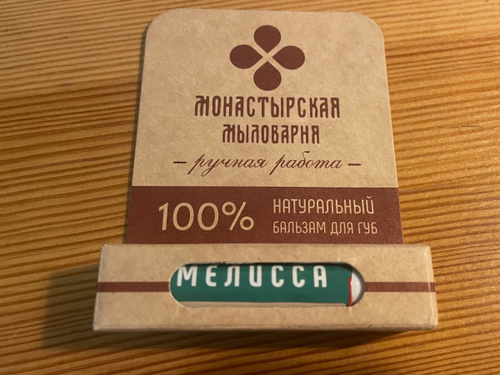 МОНАСТЫРСКАЯ
МЫЛОВАРНЯ
— ручная работа —
100% НАТУРАЛЬНЫЙ
БАЛЬЗАМ ДЛЯ ГУБ
МЕЛИССА